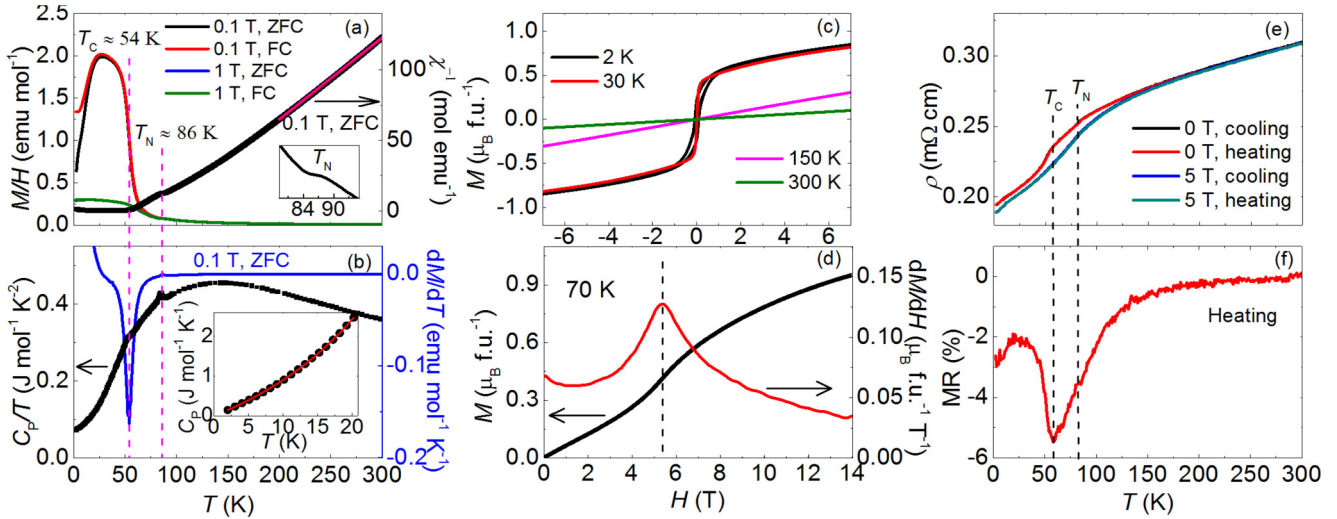 (a)
0.1 T, ZFC
0.1 T, FC
1 T, ZFC
1 T, FC
T_C ≈ 54 K
T_N ≈ 86 K
0.1 T, ZFC
T_N
84 90
2.5
2.0
1.5
1.0
0.5
0.0
M/H (emu mol⁻¹)
100
50
0
χ⁻¹ (mol emu⁻¹)
(b)
0.1 T, ZFC
0.4
0.2
0.0
C_P/T (J mol⁻¹ K⁻²)
0.0
-0.1
-0.2
dM/dT (emu mol⁻¹ K⁻¹)
2
1
0
C_P (J mol⁻¹ K⁻¹)
0 5 10 15 20
T (K)
0 50 100 150 200 250 300
T (K)
(c)
2 K
30 K
150 K
300 K
1.0
0.5
0.0
-0.5
-1.0
M (μ_B f.u.⁻¹)
-6 -4 -2 0 2 4 6
(d)
70 K
0.9
0.6
0.3
0.0
M (μ_B f.u.⁻¹)
0.15
0.10
0.05
0.00
dM/dH (μ_B f.u.⁻¹ T⁻¹)
0 2 4 6 8 10 12 14
H (T)
(e)
T_C
T_N
0 T, cooling
0 T, heating
5 T, cooling
5 T, heating
0.30
0.25
0.20
ρ (mΩ cm)
(f)
Heating
0
-2
-4
-6
MR (%)
0 50 100 150 200 250 300
T (K)